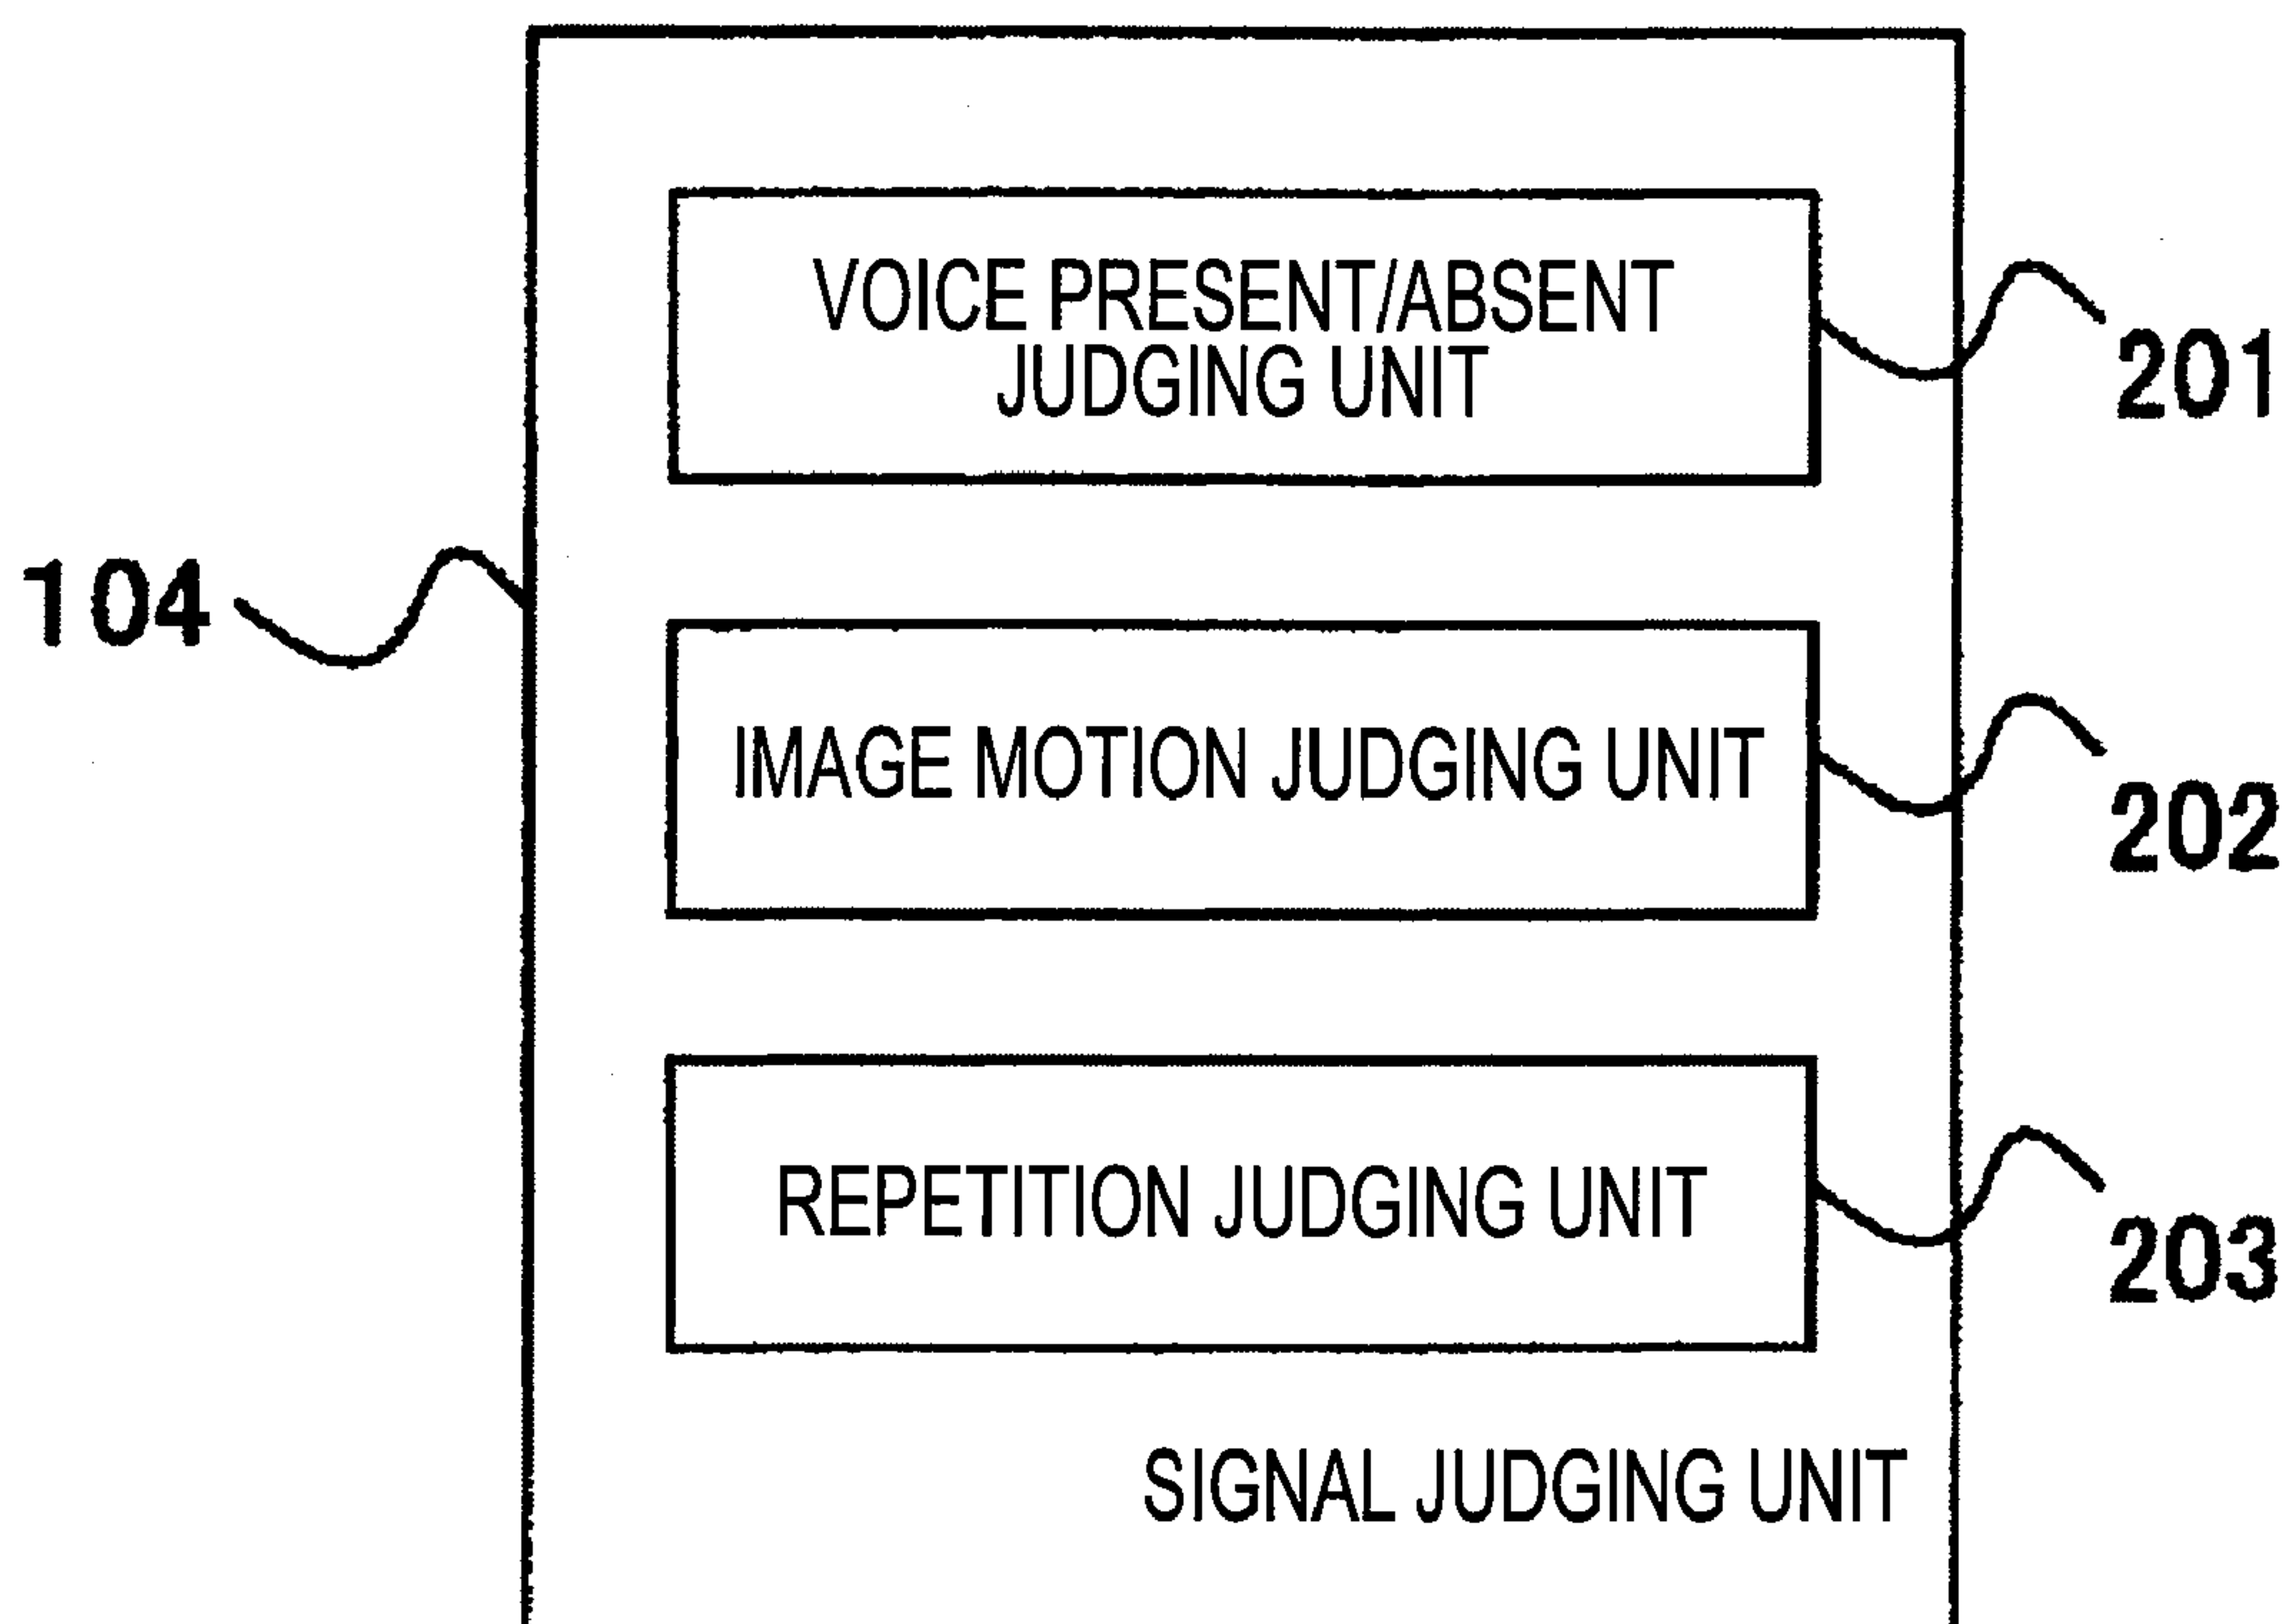 VOICE PRESENT/ABSENT
JUDGING UNIT
201
104
IMAGE MOTION JUDGING UNIT
202
REPETITION JUDGING UNIT
203
SIGNAL JUDGING UNIT